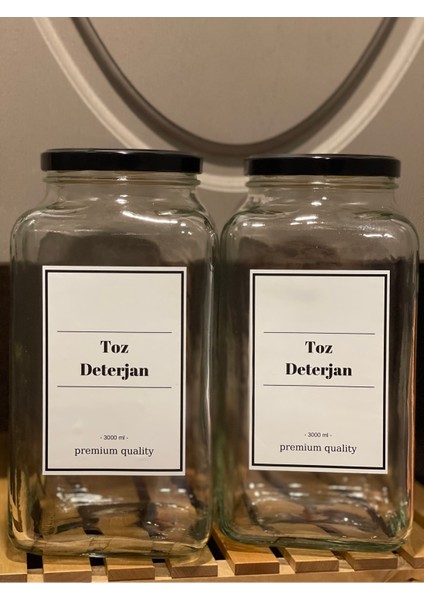 Toz
Deterjan
- 3000 ml -
premium quality
Toz
Deterjan
- 3000 ml -
premium quality